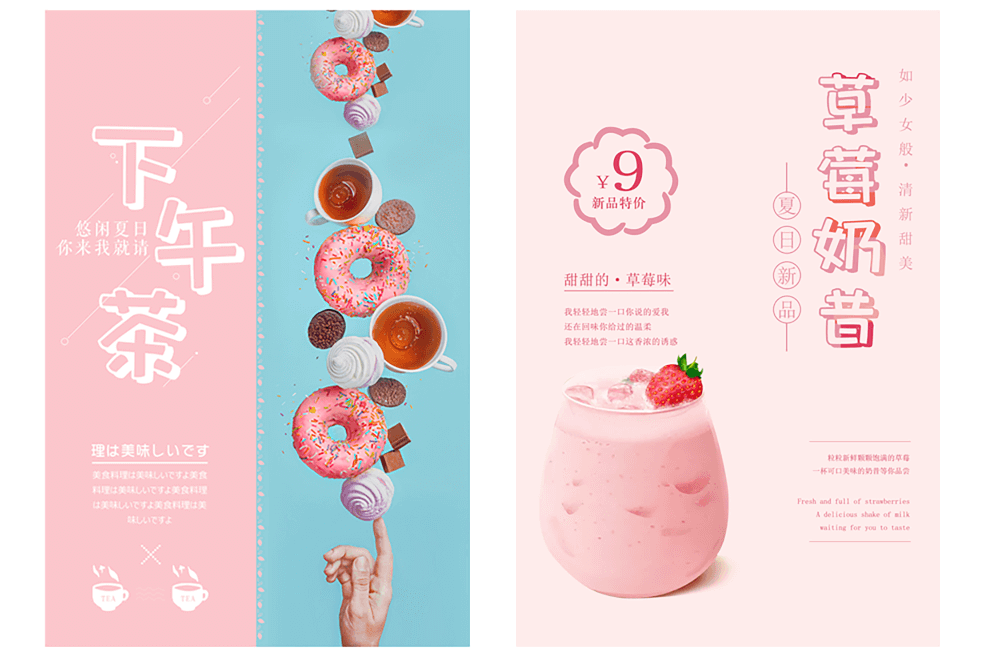 下午茶
悠闲夏日
你来我就请
理は美味しいです
美食料理は美味しいですよ美食
料理は美味しいですよ美食料理
は美味しいですよ美食料理は美
味しいですよ
TEA
TEA
如少女般·清新甜美
草莓奶昔
夏日新品
¥9
新品特价
甜甜的·草莓味
我轻轻地尝一口你说的爱我
还在回味你给过的温柔
我轻轻地尝一口这香浓的诱惑
粒粒新鲜颗颗饱满的草莓
一杯可口美味的奶昔等你品尝
Fresh and full of strawberries
A delicious shake of milk
waiting for you to taste